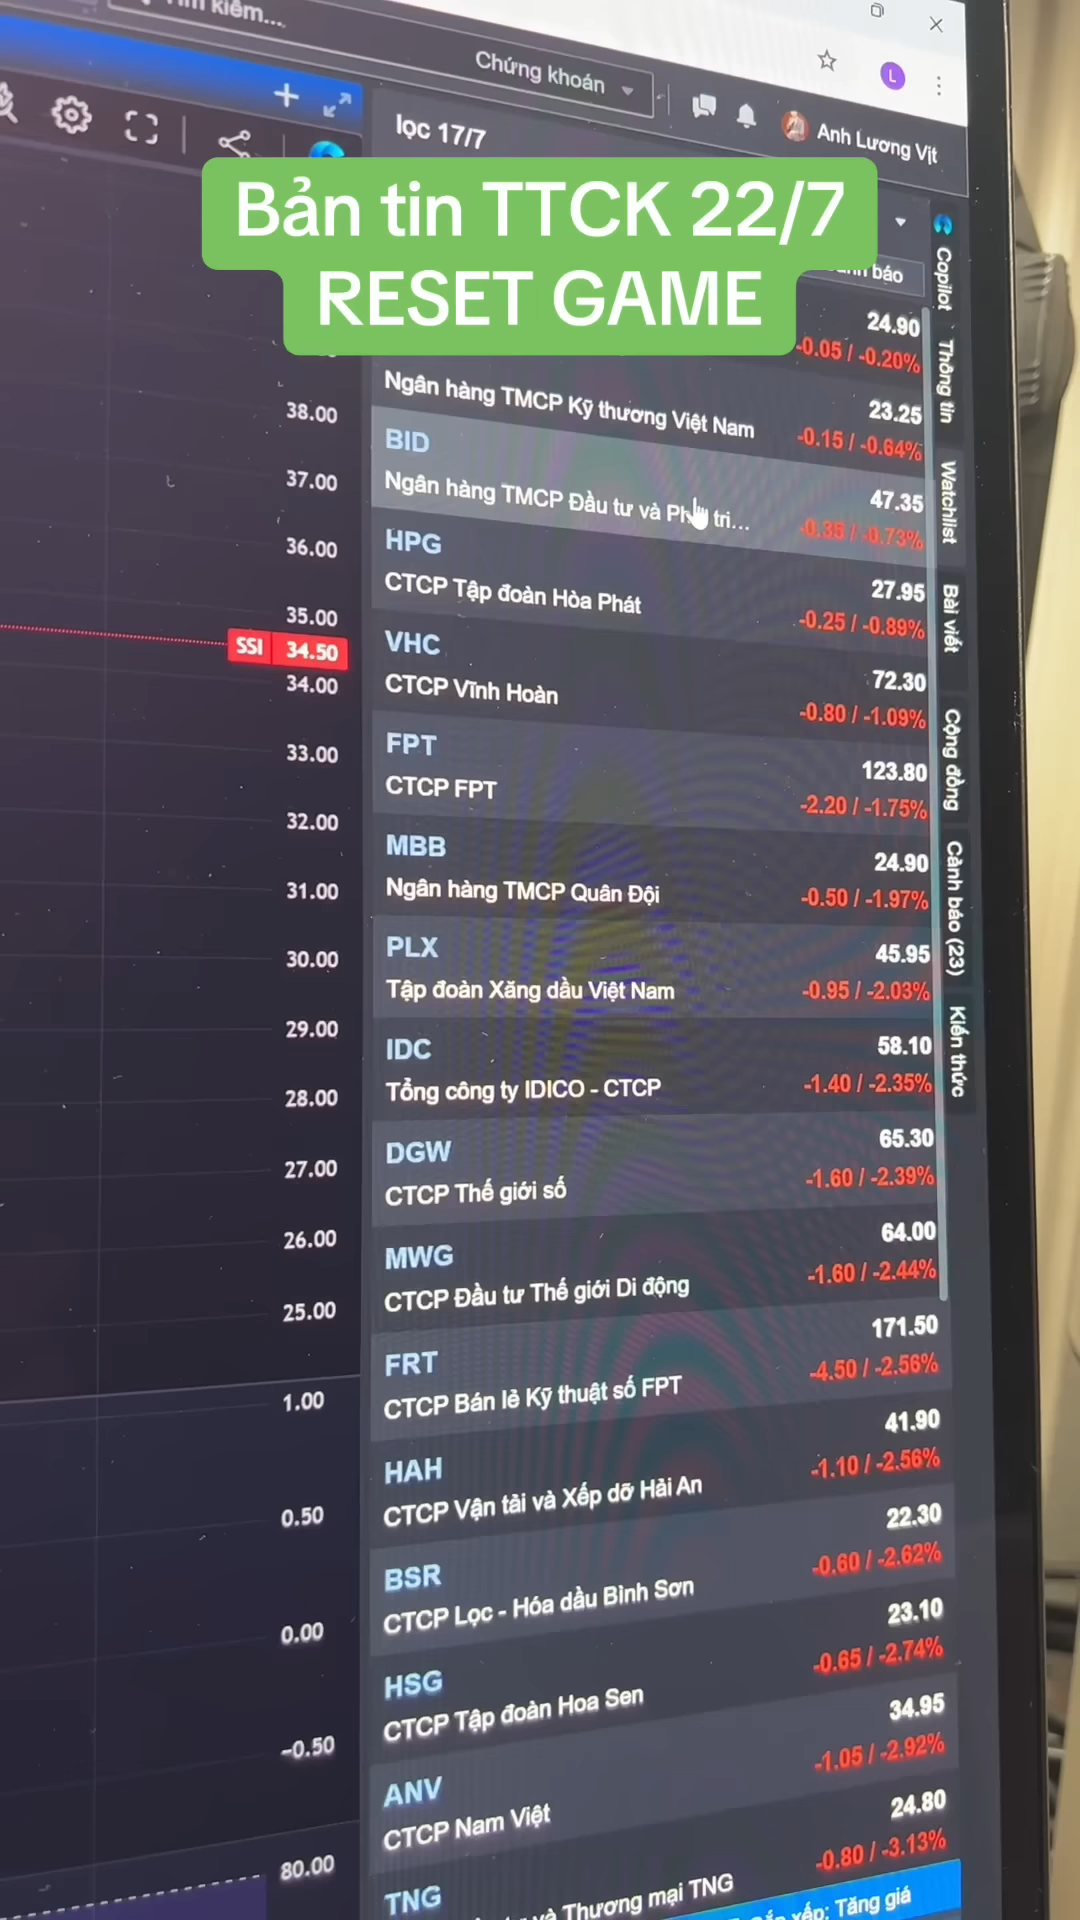 kiếm...
Chứng khoán
L
Anh Lương Vịt
lọc 17/7
Bản tin TTCK 22/7
RESET GAME
báo
24.90
-0.05 / -0.20%
Ngân hàng TMCP Kỹ thương Việt Nam
23.25
-0.15 / -0.64%
BID
Ngân hàng TMCP Đầu tư và Phá tri...
47.35
-0.35 / -0.73%
HPG
CTCP Tập đoàn Hòa Phát
27.95
-0.25 / -0.89%
VHC
CTCP Vĩnh Hoàn
72.30
-0.80 / -1.09%
FPT
CTCP FPT
123.80
-2.20 / -1.75%
MBB
Ngân hàng TMCP Quân Đội
24.90
-0.50 / -1.97%
PLX
Tập đoàn Xăng dầu Việt Nam
45.95
-0.95 / -2.03%
IDC
Tổng công ty IDICO - CTCP
58.10
-1.40 / -2.35%
DGW
CTCP Thế giới số
65.30
-1.60 / -2.39%
MWG
CTCP Đầu tư Thế giới Di động
64.00
-1.60 / -2.44%
FRT
CTCP Bán lẻ Kỹ thuật số FPT
171.50
-4.50 / -2.56%
HAH
CTCP Vận tải và Xếp dỡ Hải An
41.90
-1.10 / -2.56%
BSR
CTCP Lọc - Hóa dầu Bình Sơn
22.30
-0.60 / -2.62%
HSG
CTCP Tập đoàn Hoa Sen
23.10
-0.65 / -2.74%
ANV
CTCP Nam Việt
34.95
-1.05 / -2.92%
TNG
và Thương mại TNG
24.80
-0.80 / -3.13%
xếp: Tăng giá
38.00
37.00
36.00
35.00
SSI 34.50
34.00
33.00
32.00
31.00
30.00
29.00
28.00
27.00
26.00
25.00
1.00
0.50
0.00
-0.50
80.00
Copilot
Thông tin
Watchlist
Bài viết
Cộng đồng
Cảnh báo (23)
Kiến thức